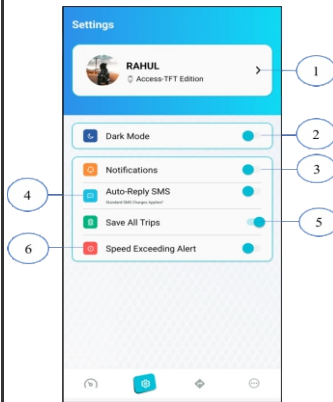 Settings
RAHUL
Access-TFT Edition
1
Dark Mode
2
Notifications
3
4
Auto-Reply SMS
Standard SMS Charges Applies*
Save All Trips
5
6
Speed Exceeding Alert